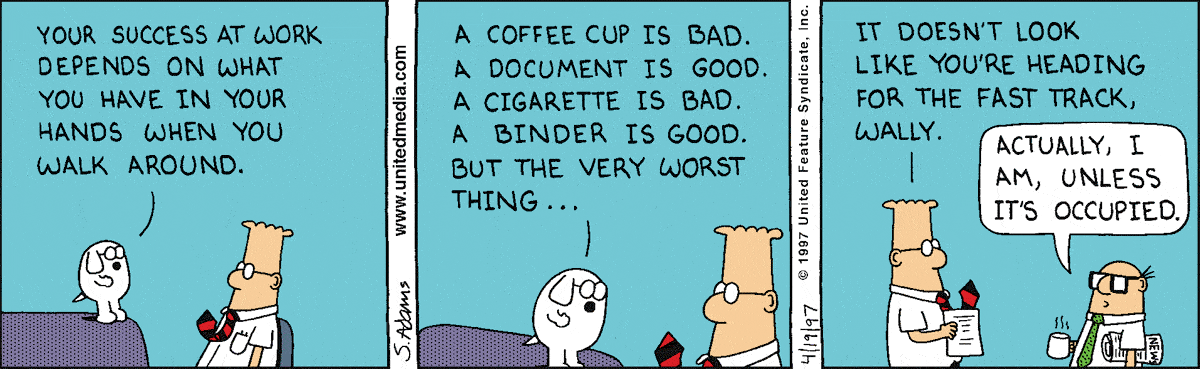 YOUR SUCCESS AT WORK
DEPENDS ON WHAT
YOU HAVE IN YOUR
HANDS WHEN YOU
WALK AROUND.
www.unitedmedia.com
S.Adams
A COFFEE CUP IS BAD.
A DOCUMENT IS GOOD.
A CIGARETTE IS BAD.
A BINDER IS GOOD.
BUT THE VERY WORST
THING...
4/19/97 © 1997 United Feature Syndicate, Inc.
IT DOESN'T LOOK
LIKE YOU'RE HEADING
FOR THE FAST TRACK,
WALLY.
ACTUALLY, I
AM, UNLESS
IT'S OCCUPIED.
NEWS